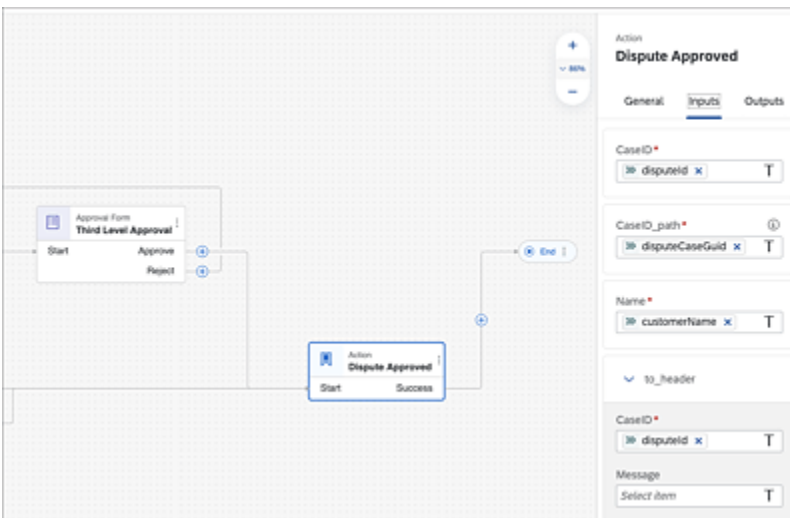 86%
Approval Form
Third Level Approval
Start Approve
Reject
End
Action
Dispute Approved
Start Success
Action
Dispute Approved
General Inputs Outputs
CaseID*
disputeId ×
CaseID_path*
disputeCaseGuid ×
Name*
customerName ×
to_header
CaseID*
disputeId ×
Message
Select item